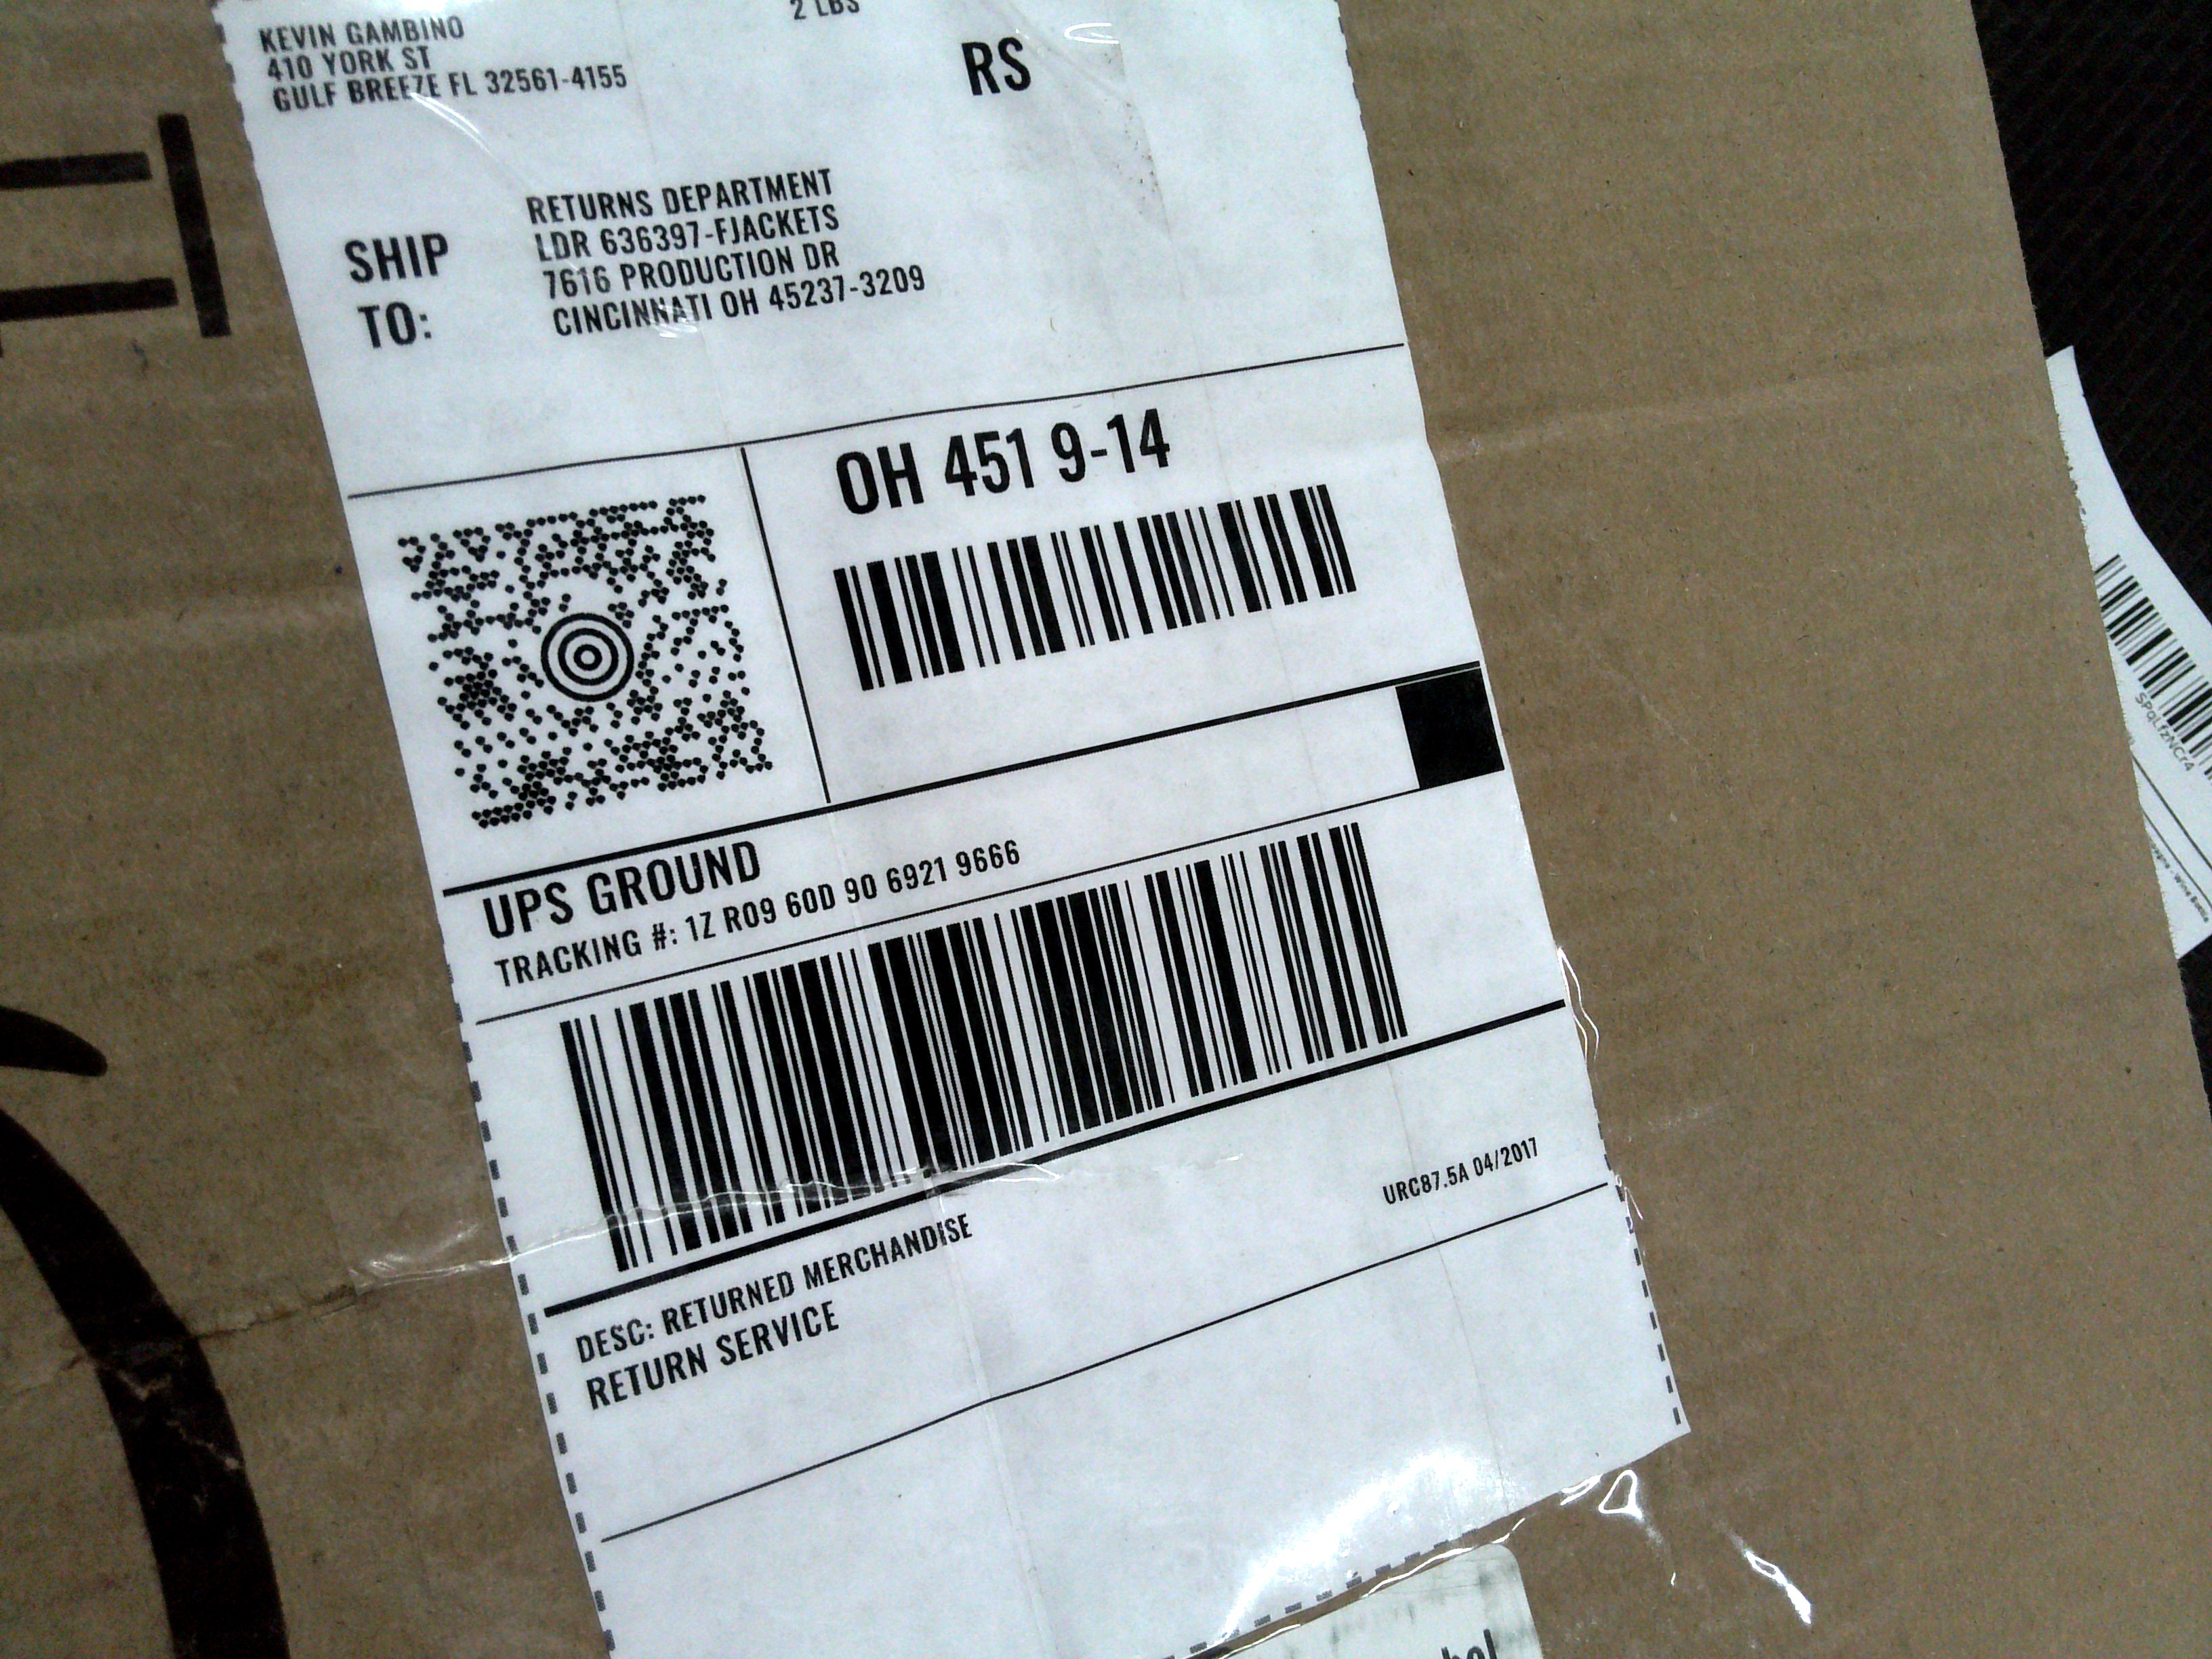 2 LBS
KEVIN GAMBINO
410 YORK ST
GULF BREEZE FL 32561-4155
RS
SHIP
TO:
RETURNS DEPARTMENT
LDR 636397-FJACKETS
7616 PRODUCTION DR
CINCINNATI OH 45237-3209
OH 451 9-14
UPS GROUND
TRACKING #: 1Z R09 60D 90 6921 9666
URC87.5A 04/2017
DESC: RETURNED MERCHANDISE
RETURN SERVICE